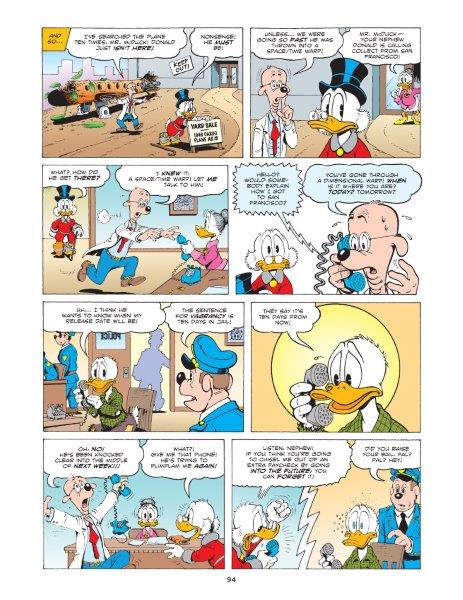 AND
SO...
I'VE SEARCHED THE PLANE
TEN TIMES, MR. McDUCK! DONALD
JUST ISN'T HERE!
NONSENSE!
HE MUST
BE!
KEEP
OUT!
YARD SALE
1940 CARGO
PLANE AS IS
UNLESS... WE WERE
GOING SO FAST HE WAS
THROWN INTO A
SPACE/TIME WARP!
MR. McDUCK—
YOUR NEPHEW
DONALD IS CALLING
COLLECT FROM SAN
FRANCISCO!
WHAT? HOW DID
HE GET THERE?
I KNEW IT!
A SPACE/TIME WARP! LET ME
TALK TO HIM!
HELLO?
WOULD SOME-
BODY EXPLAIN
HOW I GOT
TO SAN
FRANCISCO?
YOU'VE GONE THROUGH
A DIMENSIONAL WARP! WHEN
IS IT WHERE YOU ARE?
TODAY? TOMORROW?
UH... I THINK HE
WANTS TO KNOW WHEN MY
RELEASE DATE WILL BE!
POLICE
THE SENTENCE
FOR VAGRANCY IS
TEN DAYS IN JAIL!
THEY SAY IT'S
TEN DAYS FROM
NOW!
OH, NO!
HE'S BEEN KNOCKED
CLEAR INTO THE MIDDLE
OF NEXT WEEK!!!
WHAT?!
GIVE ME THAT PHONE!
HE'S TRYING TO
FLIMFLAM ME AGAIN!
LISTEN, NEPHEW!
IF YOU THINK YOU'RE GOING
TO CHISEL ME OUT OF AN
EXTRA PAYCHECK BY GOING
INTO THE FUTURE, YOU
CAN FORGET IT!
DID YOU RAISE
YOUR BAIL, PAL?
PAL? HEY!
94